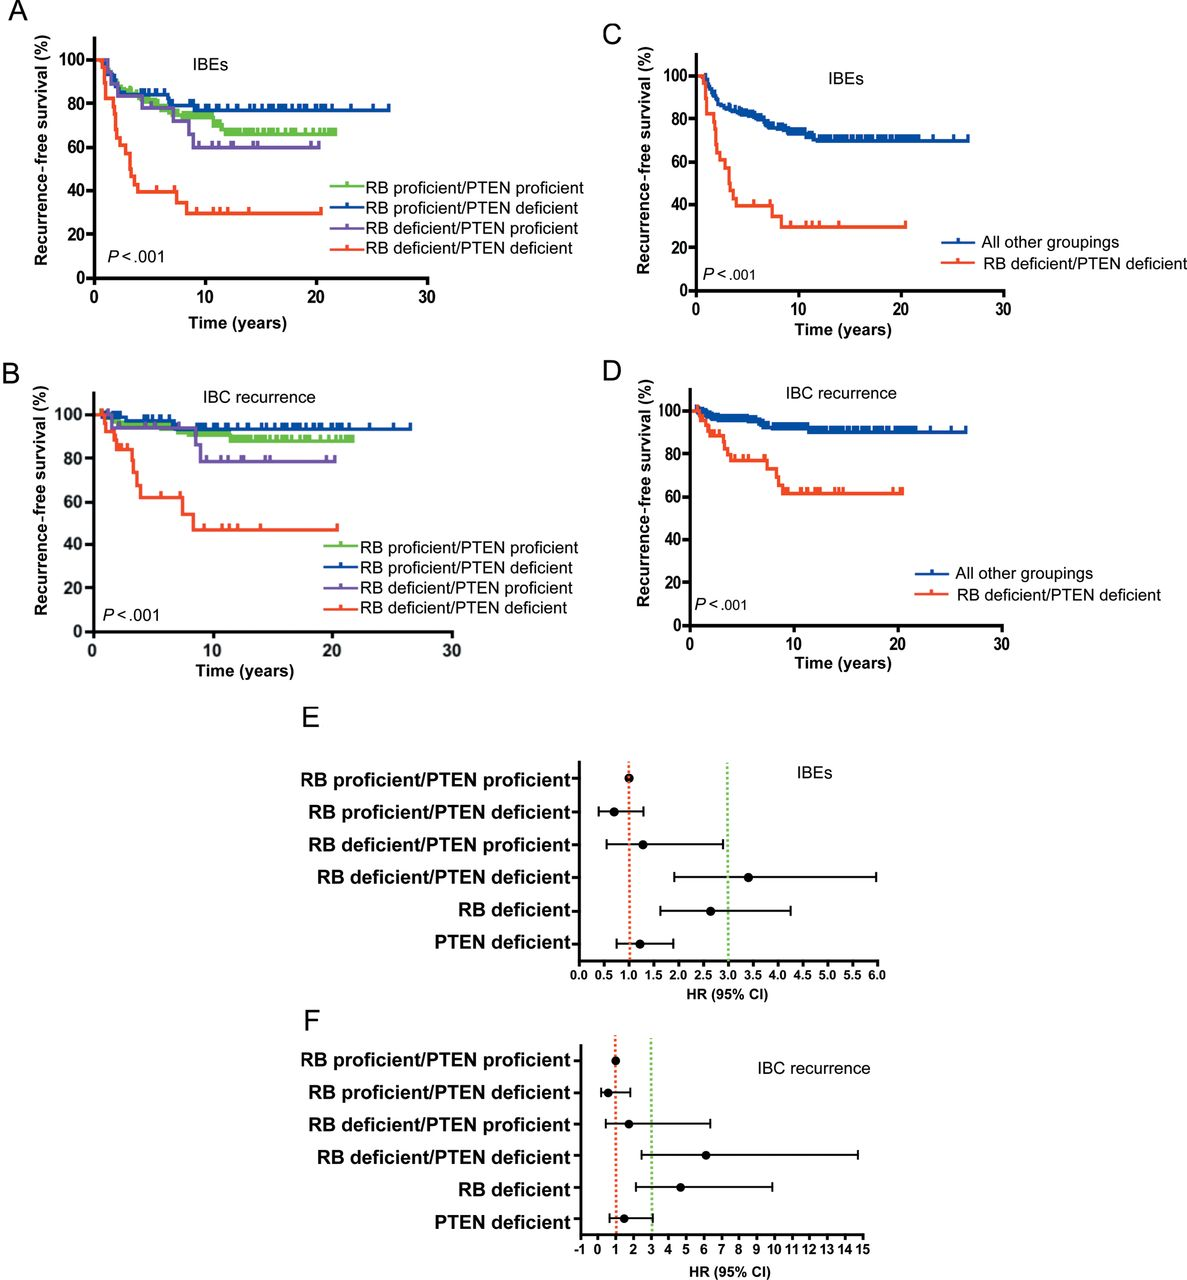 A
Recurrence-free survival (%)
100
80
60
40
20
0
IBEs
RB proficient/PTEN proficient
RB proficient/PTEN deficient
RB deficient/PTEN proficient
RB deficient/PTEN deficient
P < .001
0 10 20 30
Time (years)
C
Recurrence-free survival (%)
100
80
60
40
20
0
IBEs
All other groupings
RB deficient/PTEN deficient
P < .001
0 10 20 30
Time (years)
B
Recurrence-free survival (%)
100
80
60
40
20
0
IBC recurrence
RB proficient/PTEN proficient
RB proficient/PTEN deficient
RB deficient/PTEN proficient
RB deficient/PTEN deficient
P < .001
0 10 20 30
Time (years)
D
Recurrence-free survival (%)
100
80
60
40
20
0
IBC recurrence
All other groupings
RB deficient/PTEN deficient
P < .001
0 10 20 30
Time (years)
E
IBEs
RB proficient/PTEN proficient
RB proficient/PTEN deficient
RB deficient/PTEN proficient
RB deficient/PTEN deficient
RB deficient
PTEN deficient
0.0 0.5 1.0 1.5 2.0 2.5 3.0 3.5 4.0 4.5 5.0 5.5 6.0
HR (95% CI)
F
IBC recurrence
RB proficient/PTEN proficient
RB proficient/PTEN deficient
RB deficient/PTEN proficient
RB deficient/PTEN deficient
RB deficient
PTEN deficient
-1 0 1 2 3 4 5 6 7 8 9 10 11 12 13 14 15
HR (95% CI)